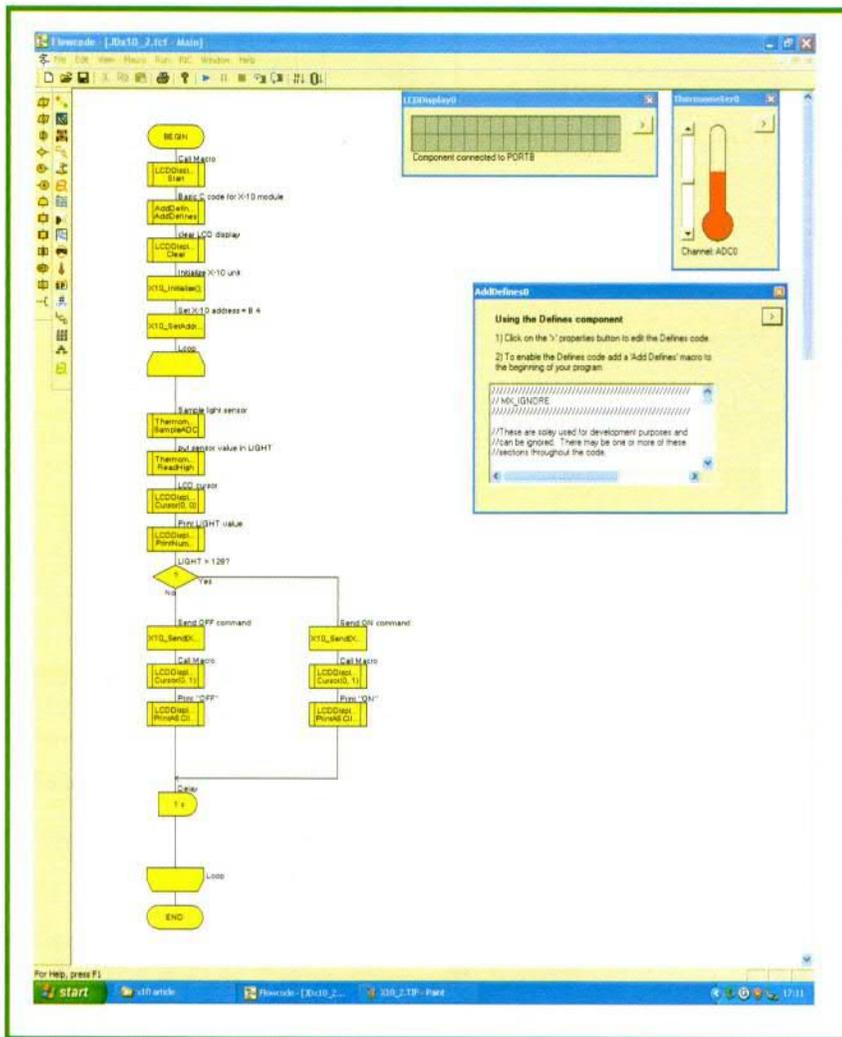 Flowcode - [JDx10_2.fcf - Main]
File Edit View Macro Run PIC Window Help
BEGIN
Call Macro
LCDDispl...
Start
Basic C code for X-10 module
AddDefin...
AddDefines
clear LCD display
LCDDispl...
Clear
Initialize X-10 unit
X10_Initialise();
Set X-10 address = B 4
X10_SetAddr...
Loop
Sample light sensor
Thermom...
SampleADC
put sensor value in LIGHT
Thermom...
ReadHigh
LCD cursor
LCDDispl...
Cursor(0, 0)
Print LIGHT value
LCDDispl...
PrintNum...
LIGHT > 128?
?
Yes
No
Send OFF command
X10_SendX...
Call Macro
LCDDispl...
Cursor(0, 1)
Print "OFF"
LCDDispl...
Send ON command
X10_SendX...
Call Macro
LCDDispl...
Cursor(0, 1)
Print "ON"
LCDDispl...
Delay
1 s
Loop
END
LCDDisplay0
Component connected to PORTB
Thermometer0
Channel: ADC0
AddDefines0
Using the Defines component
1) Click on the '>' properties button to edit the Defines code.
2) To enable the Defines code add a 'Add Defines' macro to
the beginning of your program
// MX_IGNORE
//These are soley used for development purposes and
//can be ignored. There may be one or more of these
//sections throughout the code.
For Help, press F1
start
x10 article
Flowcode - [JDx10_2...
X10_2.TIF - Paint
17:11